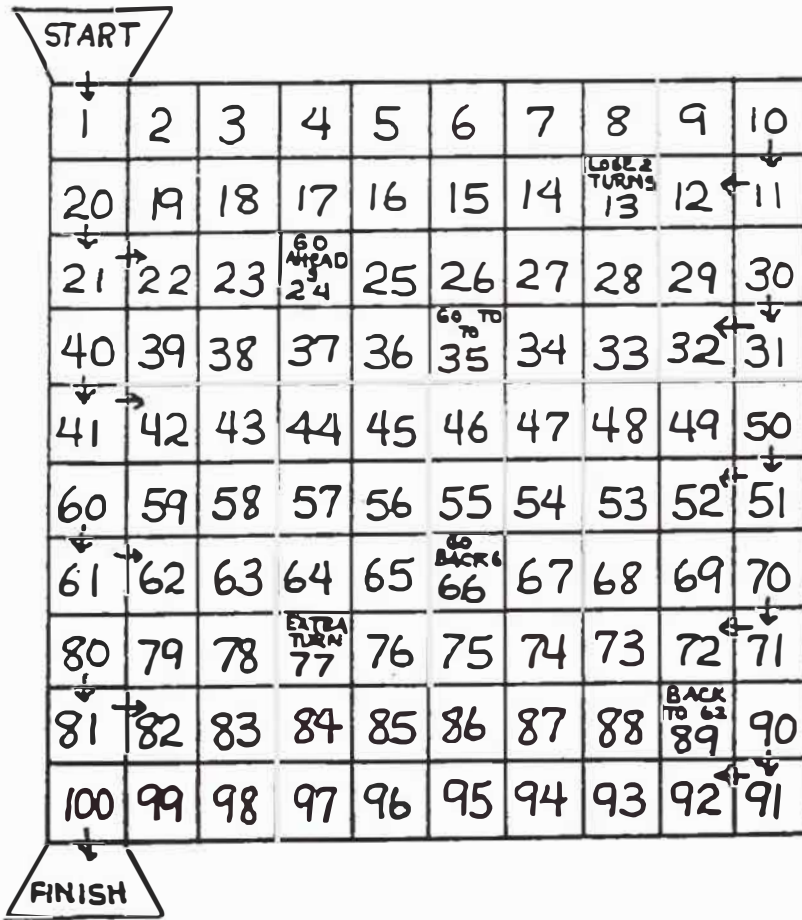 START
1 2 3 4 5 6 7 8 9 10
LOSE 2
TURNS
20 19 18 17 16 15 14 13 12 11
GO
AHEAD
3
21 22 23 24 25 26 27 28 29 30
GO TO
70
40 39 38 37 36 35 34 33 32 31
41 42 43 44 45 46 47 48 49 50
60 59 58 57 56 55 54 53 52 51
GO
BACK 6
61 62 63 64 65 66 67 68 69 70
EXTRA
TURN
80 79 78 77 76 75 74 73 72 71
BACK
TO 62
81 82 83 84 85 86 87 88 89 90
100 99 98 97 96 95 94 93 92 91
FINISH